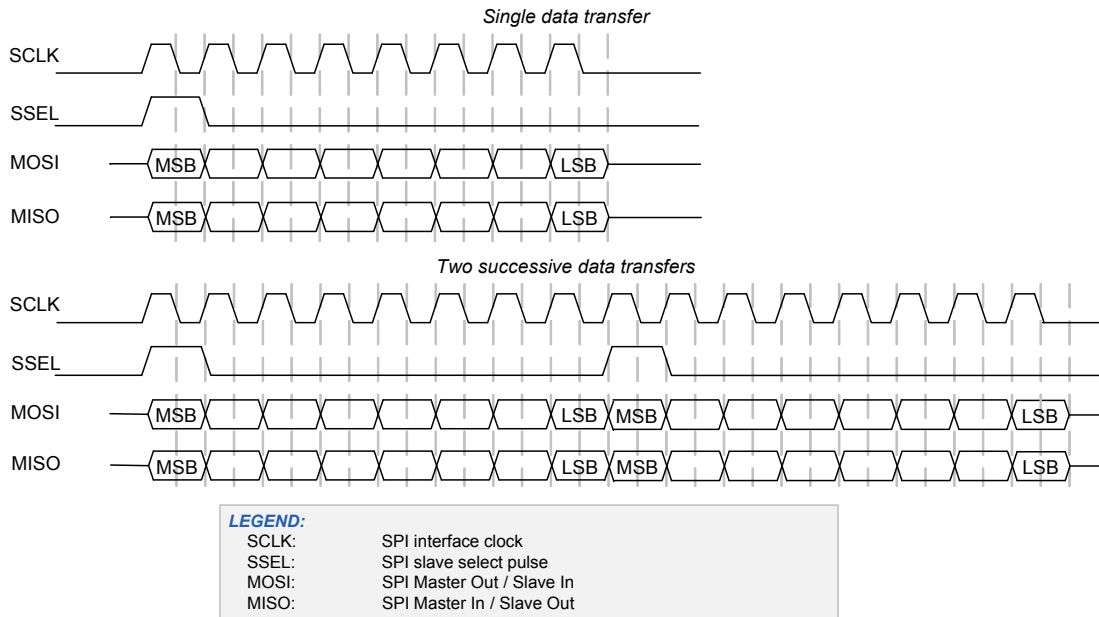 Single data transfer
SCLK
SSEL
MOSI MSB LSB
MISO MSB LSB
Two successive data transfers
SCLK
SSEL
MOSI MSB LSB MSB LSB
MISO MSB LSB MSB LSB
LEGEND:
SCLK: SPI interface clock
SSEL: SPI slave select pulse
MOSI: SPI Master Out / Slave In
MISO: SPI Master In / Slave Out